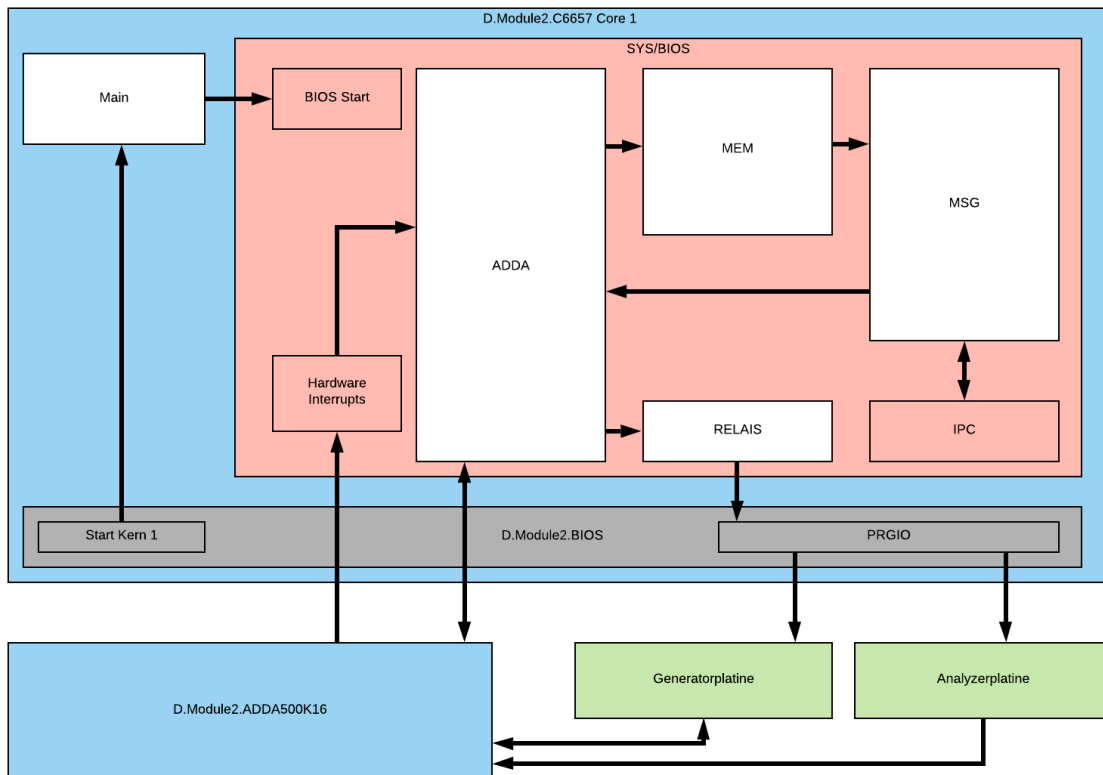 D.Module2.C6657 Core 1
SYS/BIOS
Main
BIOS Start
ADDA
MEM
MSG
Hardware
Interrupts
RELAIS
IPC
Start Kern 1
D.Module2.BIOS
PRGIO
D.Module2.ADDA500K16
Generatorplatine
Analyzerplatine